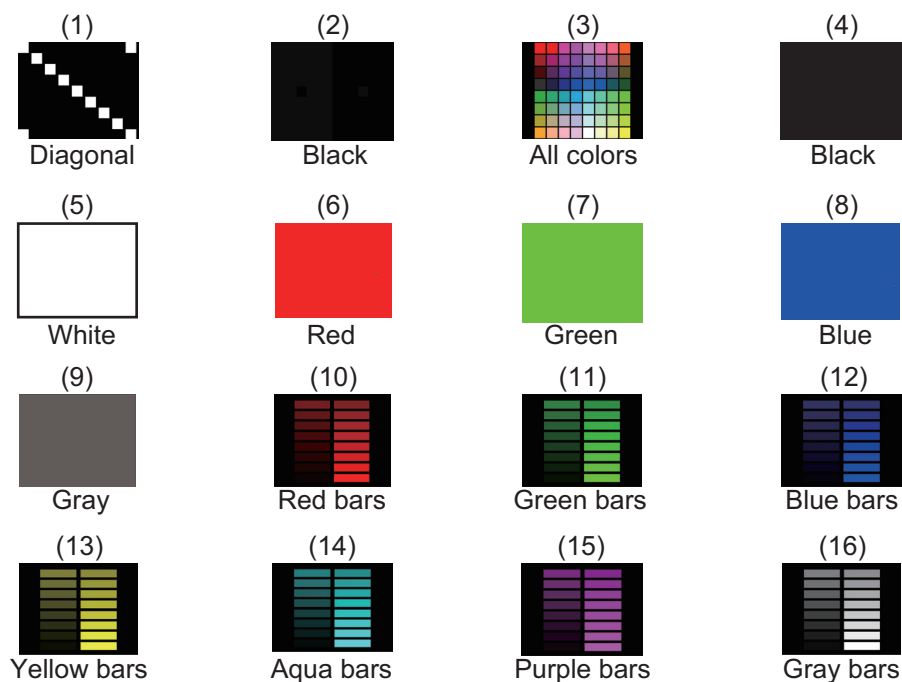 (1) (2) (3) (4)
Diagonal Black All colors Black
(5) (6) (7) (8)
White Red Green Blue
(9) (10) (11) (12)
Gray Red bars Green bars Blue bars
(13) (14) (15) (16)
Yellow bars Aqua bars Purple bars Gray bars